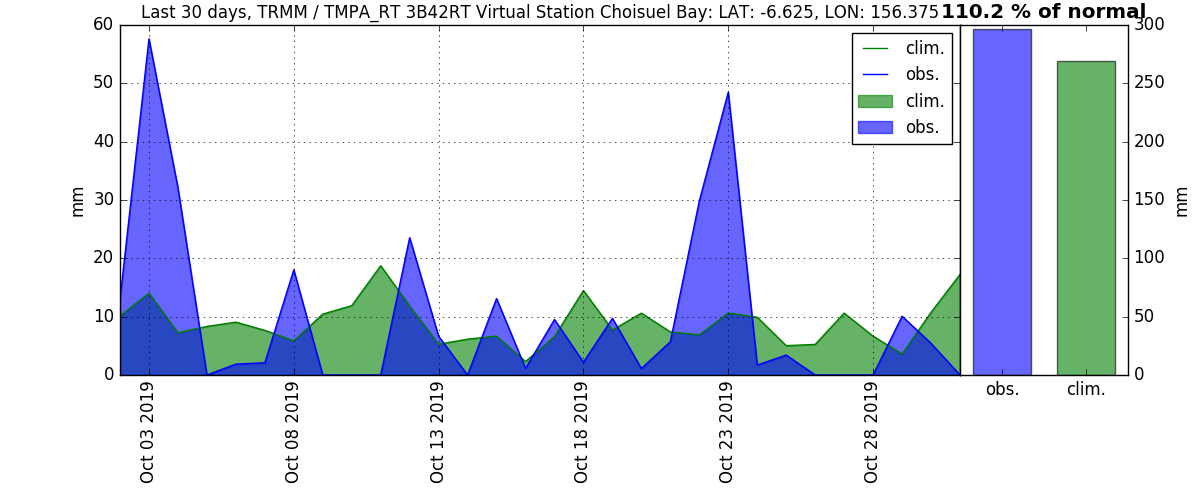 Last 30 days, TRMM / TMPA_RT 3B42RT Virtual Station Choisuel Bay: LAT: -6.625, LON: 156.375
110.2 % of normal
60
50
40
30
20
10
0
mm
clim.
obs.
clim.
obs.
Oct 03 2019
Oct 08 2019
Oct 13 2019
Oct 18 2019
Oct 23 2019
Oct 28 2019
300
250
200
150
100
50
0
mm
obs.
clim.